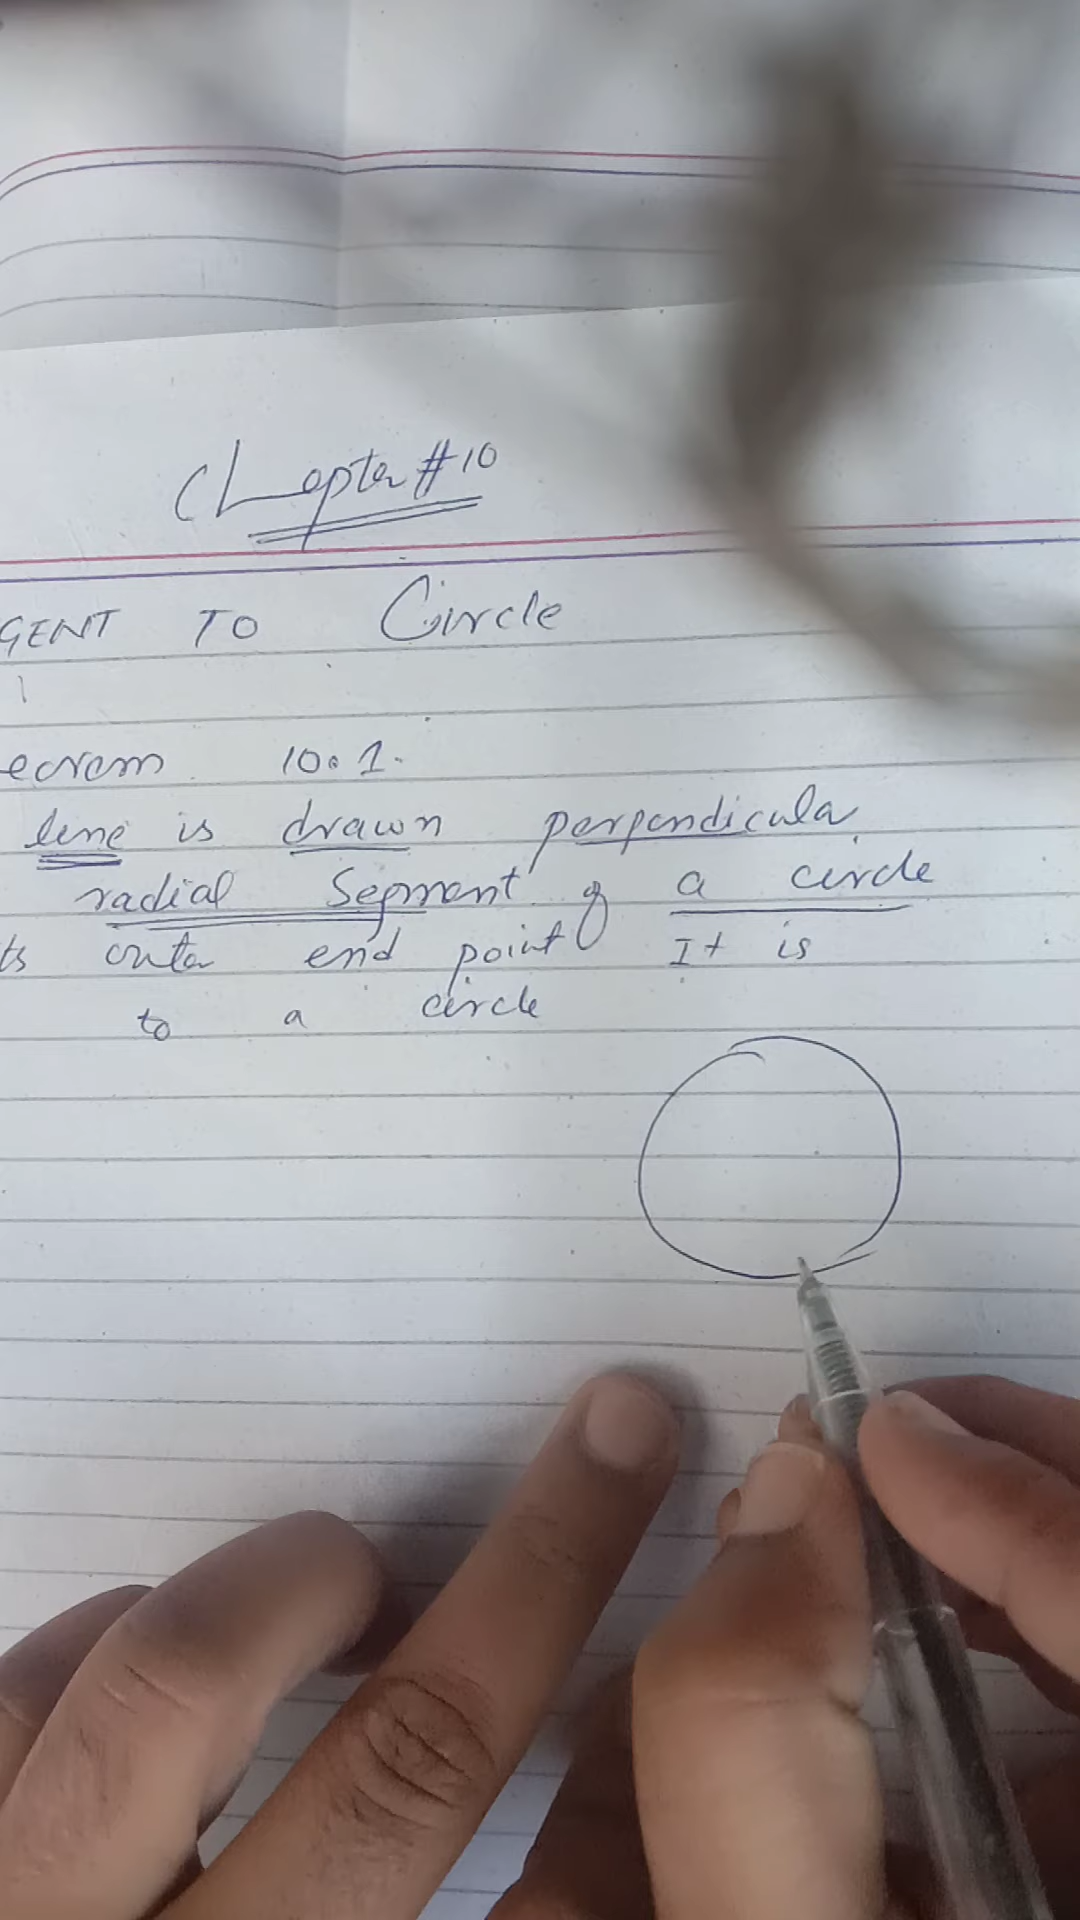 Chapter #10
GENT TO Circle
eorem 10.1.
line is drawn perpendicula
radial Segment of a circle
ts outer end point It is
to a circle